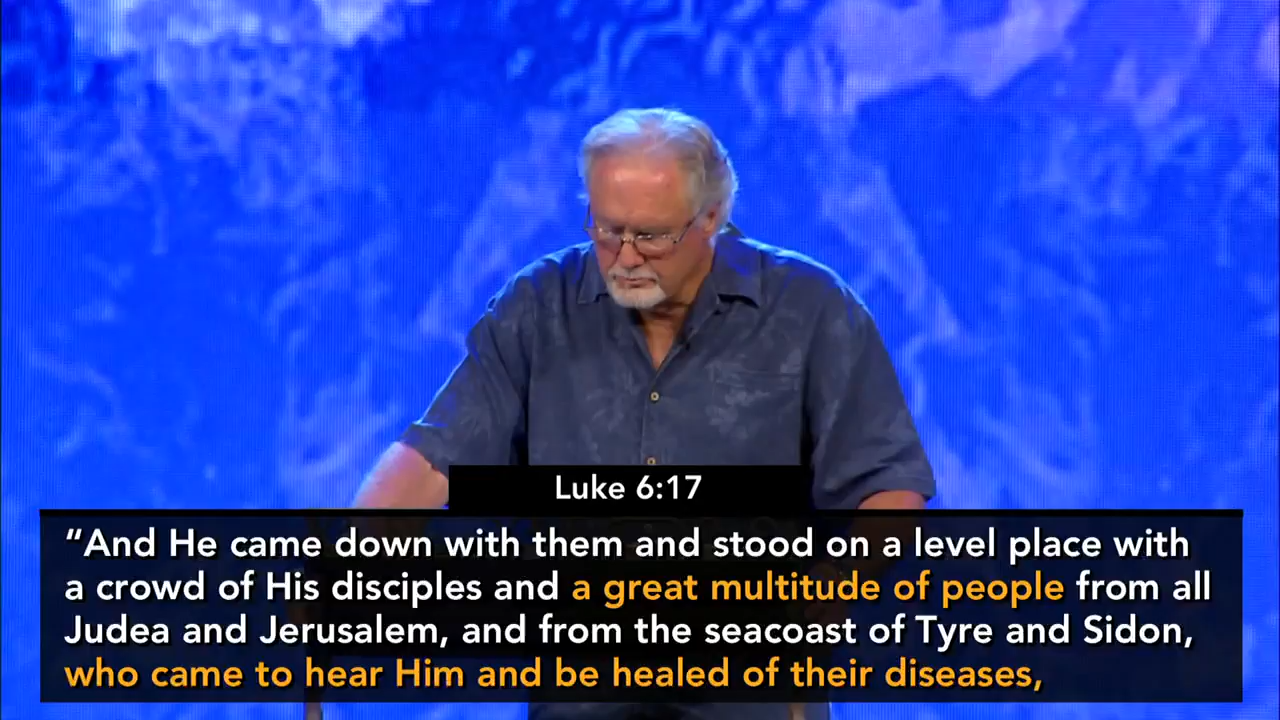 Luke 6:17
“And He came down with them and stood on a level place with
a crowd of His disciples and a great multitude of people from all
Judea and Jerusalem, and from the seacoast of Tyre and Sidon,
who came to hear Him and be healed of their diseases,